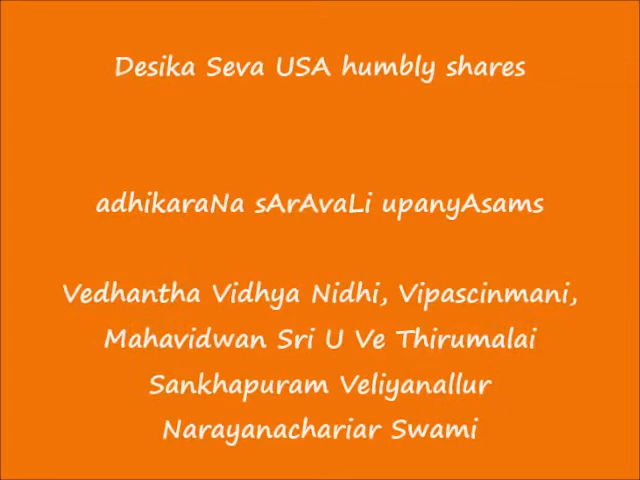 Desika Seva USA humbly shares
adhikaraNa sArAvaLi upanyAsams
Vedhantha Vidhya Nidhi, Vipascinmani,
Mahavidwan Sri U Ve Thirumalai
Sankhapuram Veliyanallur
Narayanachariar Swami